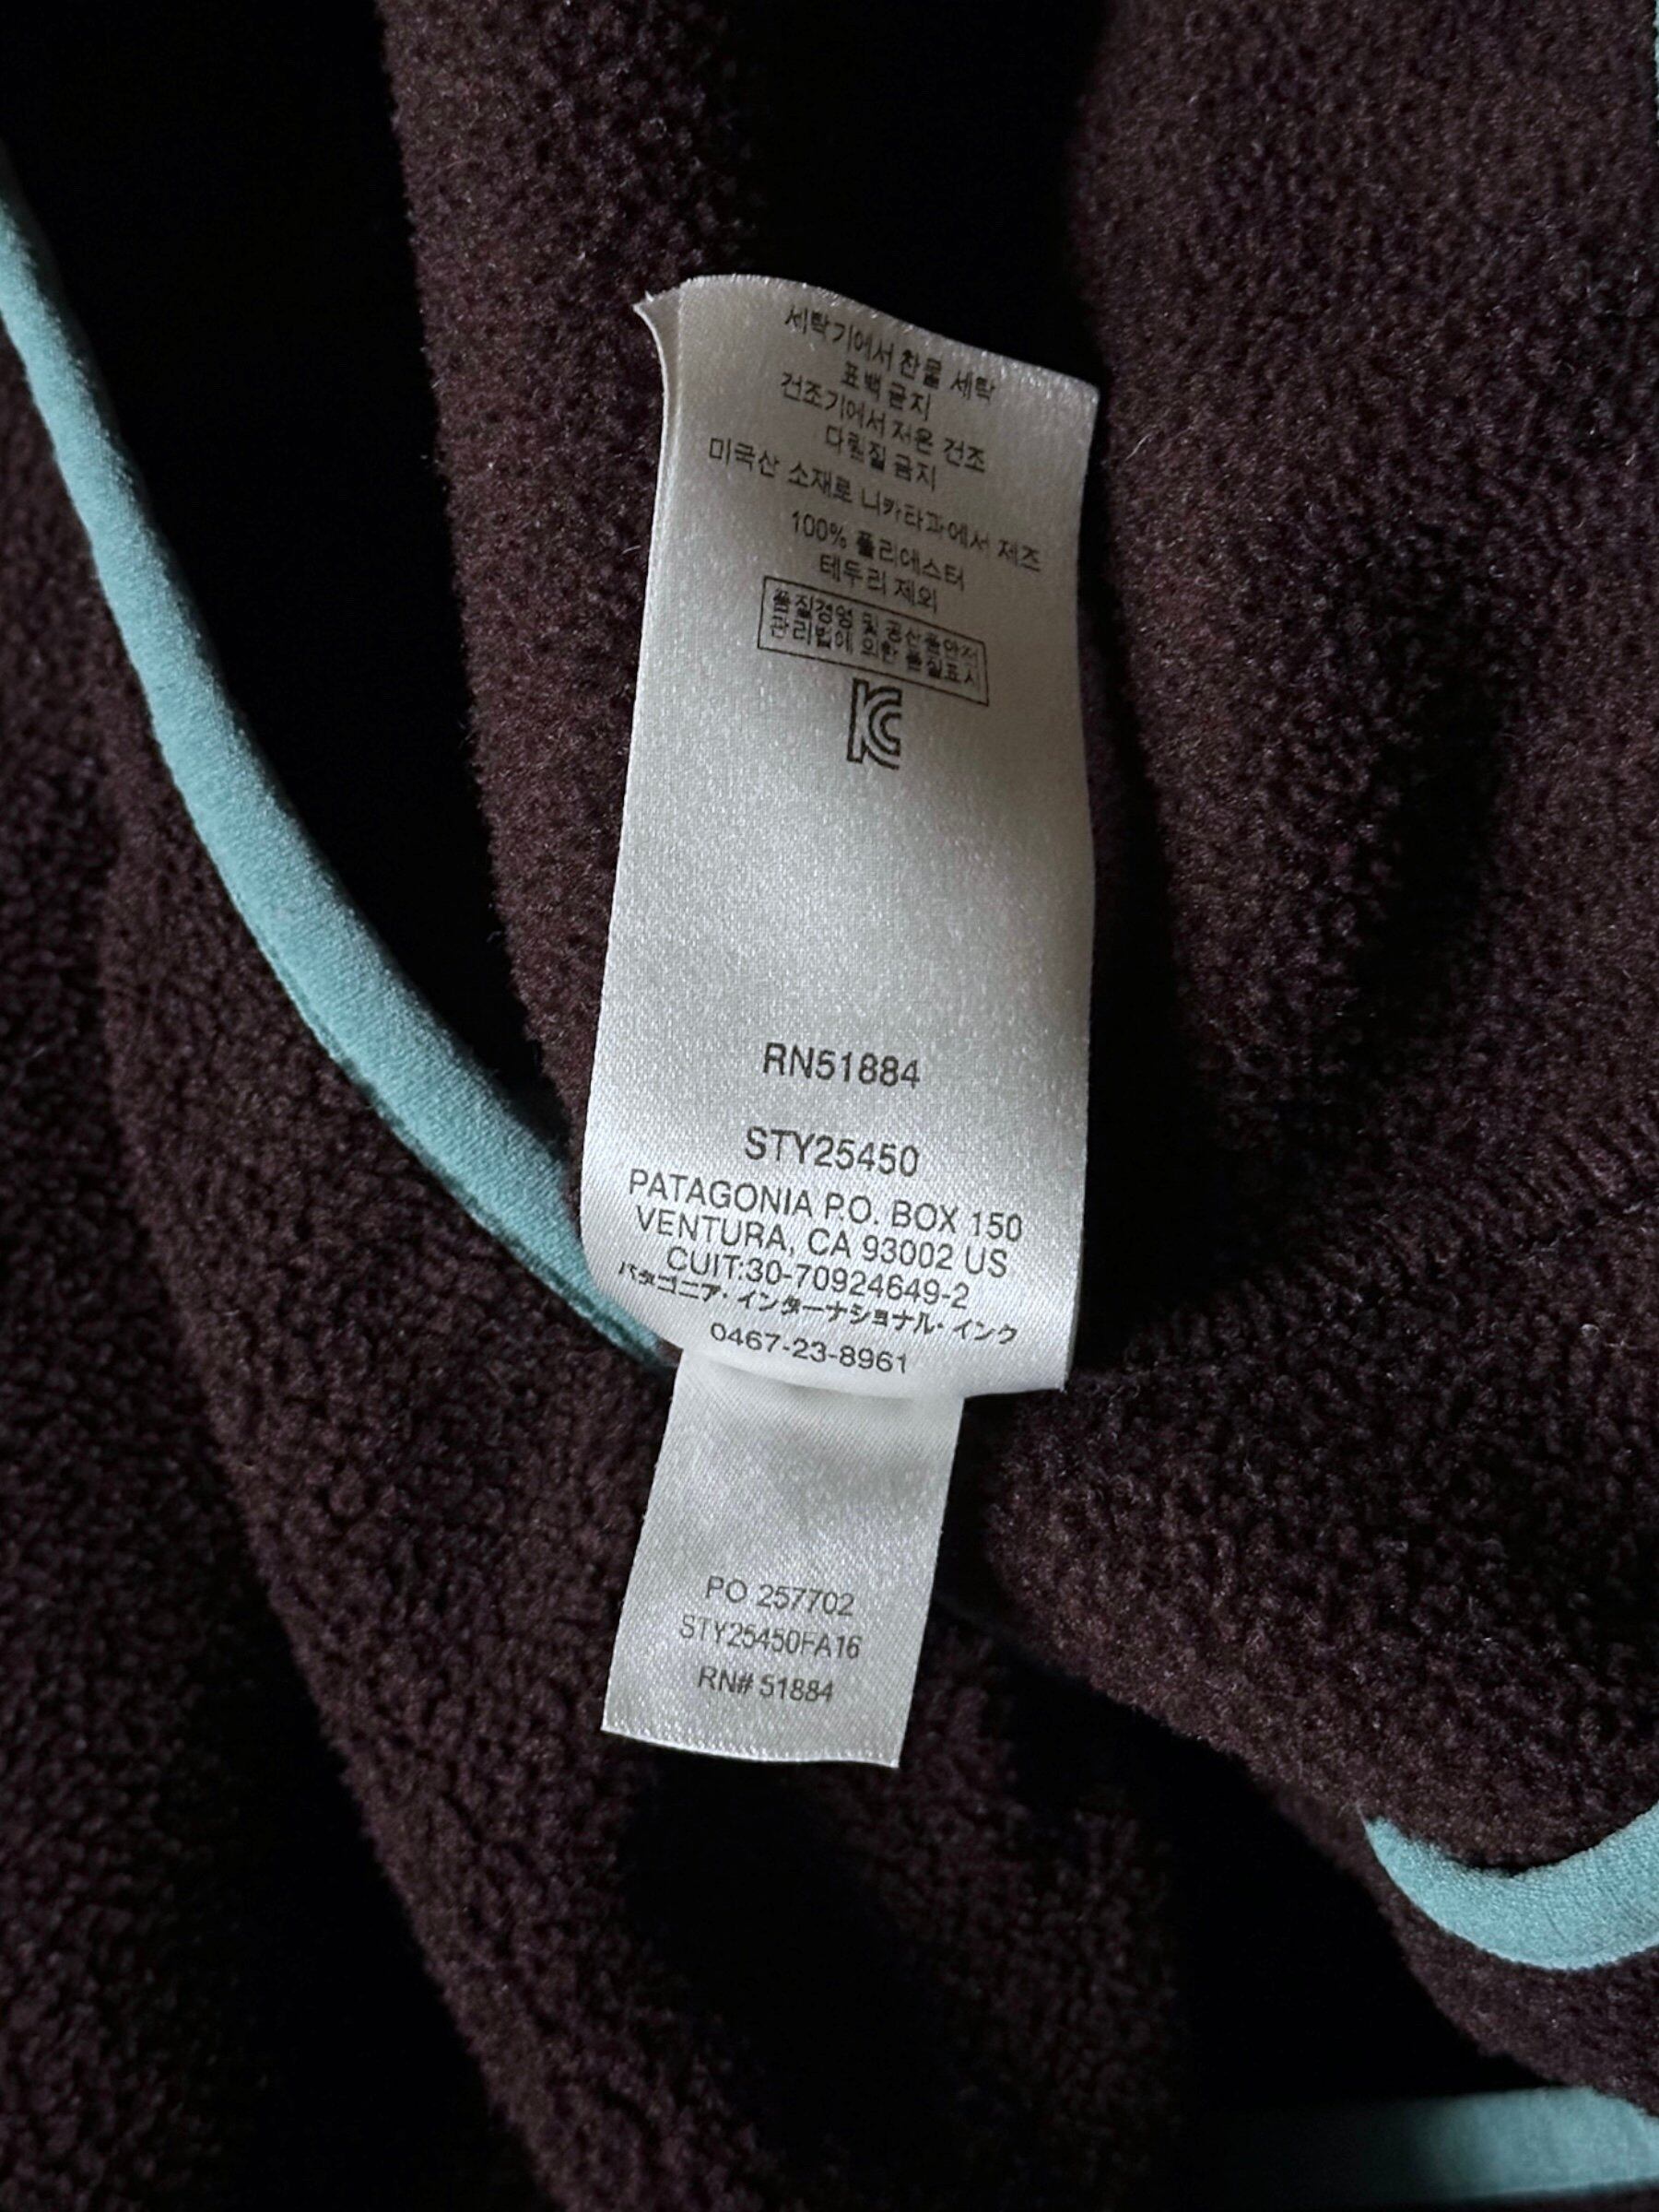 세탁기에서 찬물 세탁
표백 금지
건조기에서 저온 건조
다림질 금지
미국산 소재로 니카라과에서 제조
100% 폴리에스터
테두리 제외
품질경영 및 공산품안전
관리법에 의한 품질표시
KC
RN51884
STY25450
PATAGONIA P.O. BOX 150
VENTURA, CA 93002 US
CUIT:30-70924649-2
パタゴニア・インターナショナル・インク
0467-23-8961
PO 257702
STY25450FA16
RN# 51884